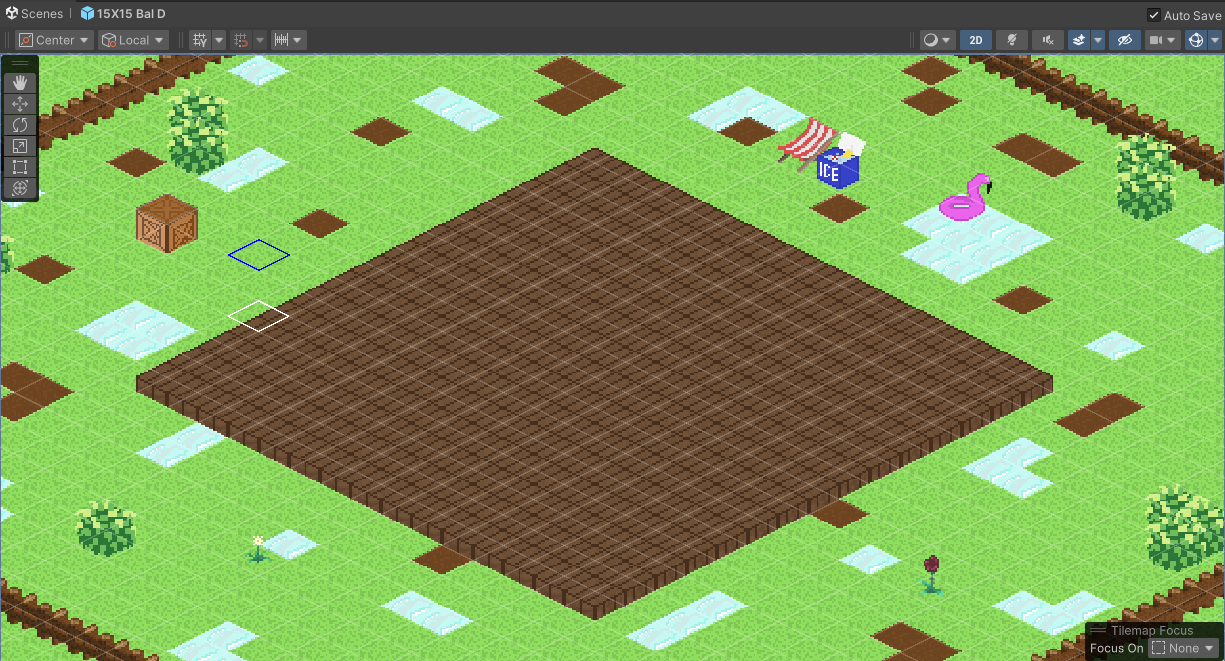 Scenes | 15X15 Bal D
Auto Save
Center Local 2D
ICE
Tilemap Focus
Focus On None